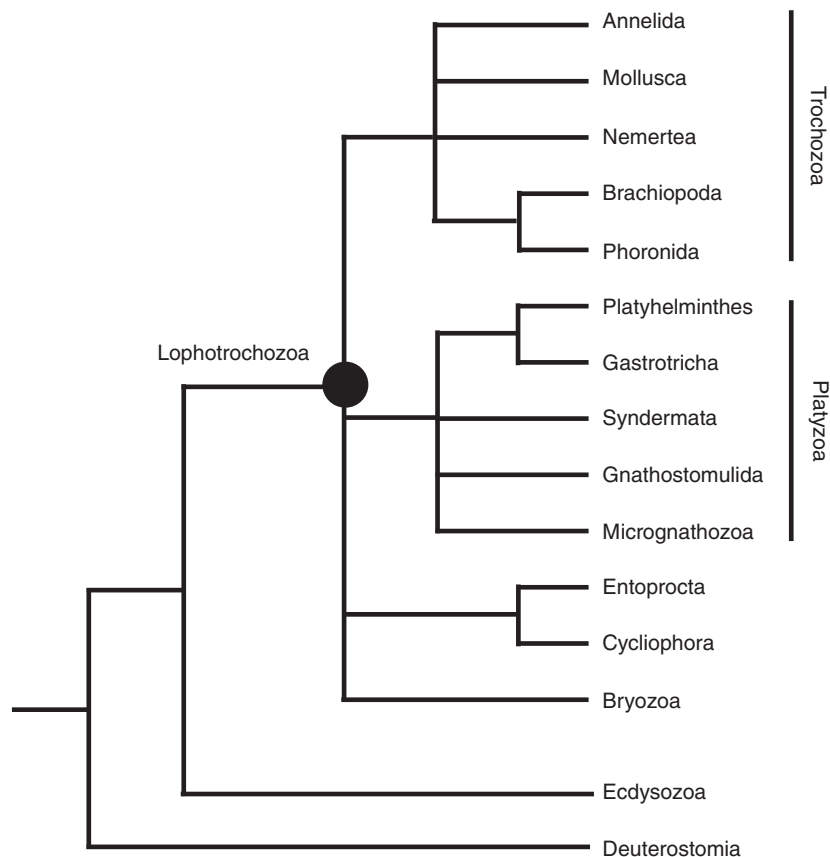 Annelida
Mollusca
Nemertea
Brachiopoda
Phoronida
Trochozoa
Platyhelminthes
Gastrotricha
Syndermata
Gnathostomulida
Micrognathozoa
Platyzoa
Lophotrochozoa
Entoprocta
Cycliophora
Bryozoa
Ecdysozoa
Deuterostomia